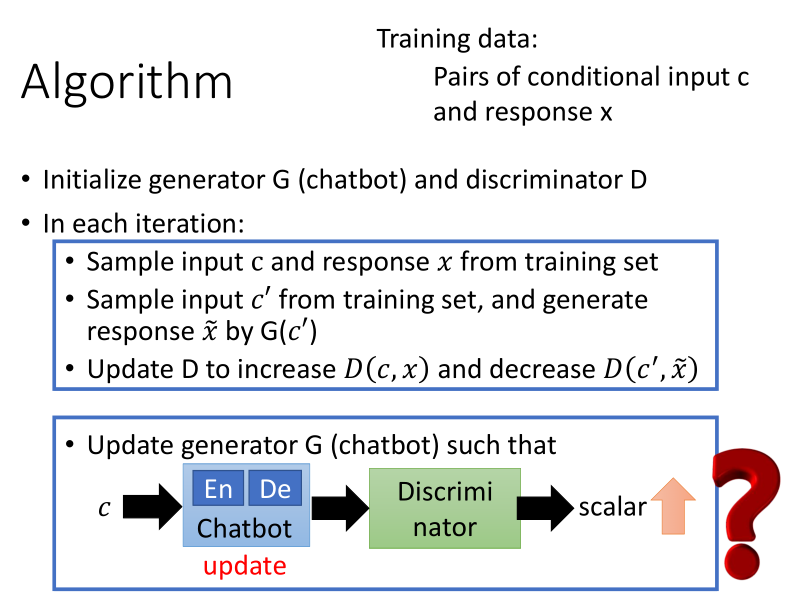 Training data:
Pairs of conditional input c
and response x
Algorithm
• Initialize generator G (chatbot) and discriminator D
• In each iteration:
• Sample input c and response 𝑥 from training set
• Sample input 𝑐′ from training set, and generate
response 𝑥̃ by G(𝑐′)
• Update D to increase 𝐷(𝑐, 𝑥) and decrease 𝐷(𝑐′, 𝑥̃)
• Update generator G (chatbot) such that
𝑐
En De
Chatbot
update
Discrimi
nator
scalar
?